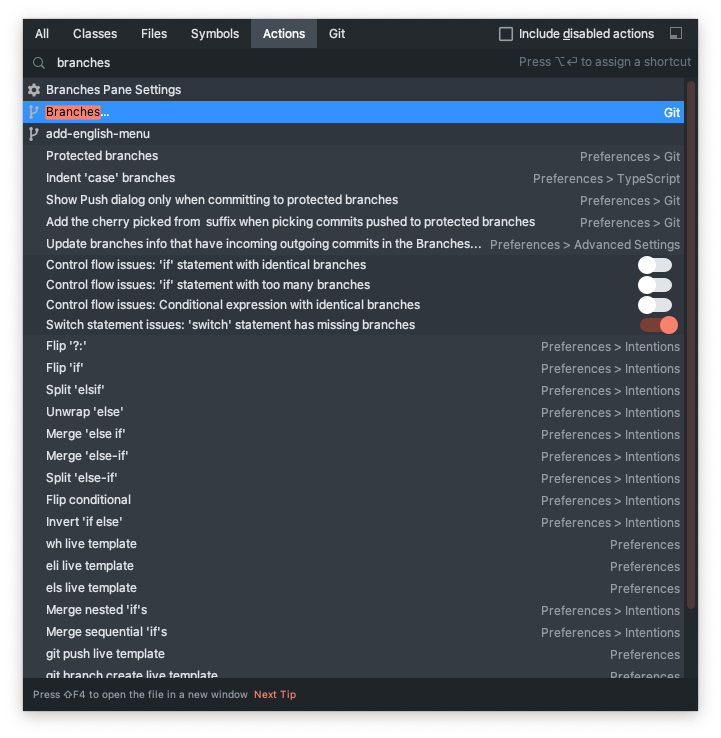 All Classes Files Symbols Actions Git Include disabled actions
branches Press ⌥⏎ to assign a shortcut
Branches Pane Settings
Branches... Git
add-english-menu
Protected branches Preferences > Git
Indent 'case' branches Preferences > TypeScript
Show Push dialog only when committing to protected branches Preferences > Git
Add the cherry picked from suffix when picking commits pushed to protected branches Preferences > Git
Update branches info that have incoming outgoing commits in the Branches... Preferences > Advanced Settings
Control flow issues: 'if' statement with identical branches
Control flow issues: 'if' statement with too many branches
Control flow issues: Conditional expression with identical branches
Switch statement issues: 'switch' statement has missing branches
Flip '?:' Preferences > Intentions
Flip 'if' Preferences > Intentions
Split 'elsif' Preferences > Intentions
Unwrap 'else' Preferences > Intentions
Merge 'else if' Preferences > Intentions
Merge 'else-if' Preferences > Intentions
Split 'else-if' Preferences > Intentions
Flip conditional Preferences > Intentions
Invert 'if else' Preferences > Intentions
wh live template Preferences
eli live template Preferences
els live template Preferences
Merge nested 'if's Preferences > Intentions
Merge sequential 'if's Preferences > Intentions
git push live template Preferences
git branch create live template Preferences
Press ⇧F4 to open the file in a new window Next Tip